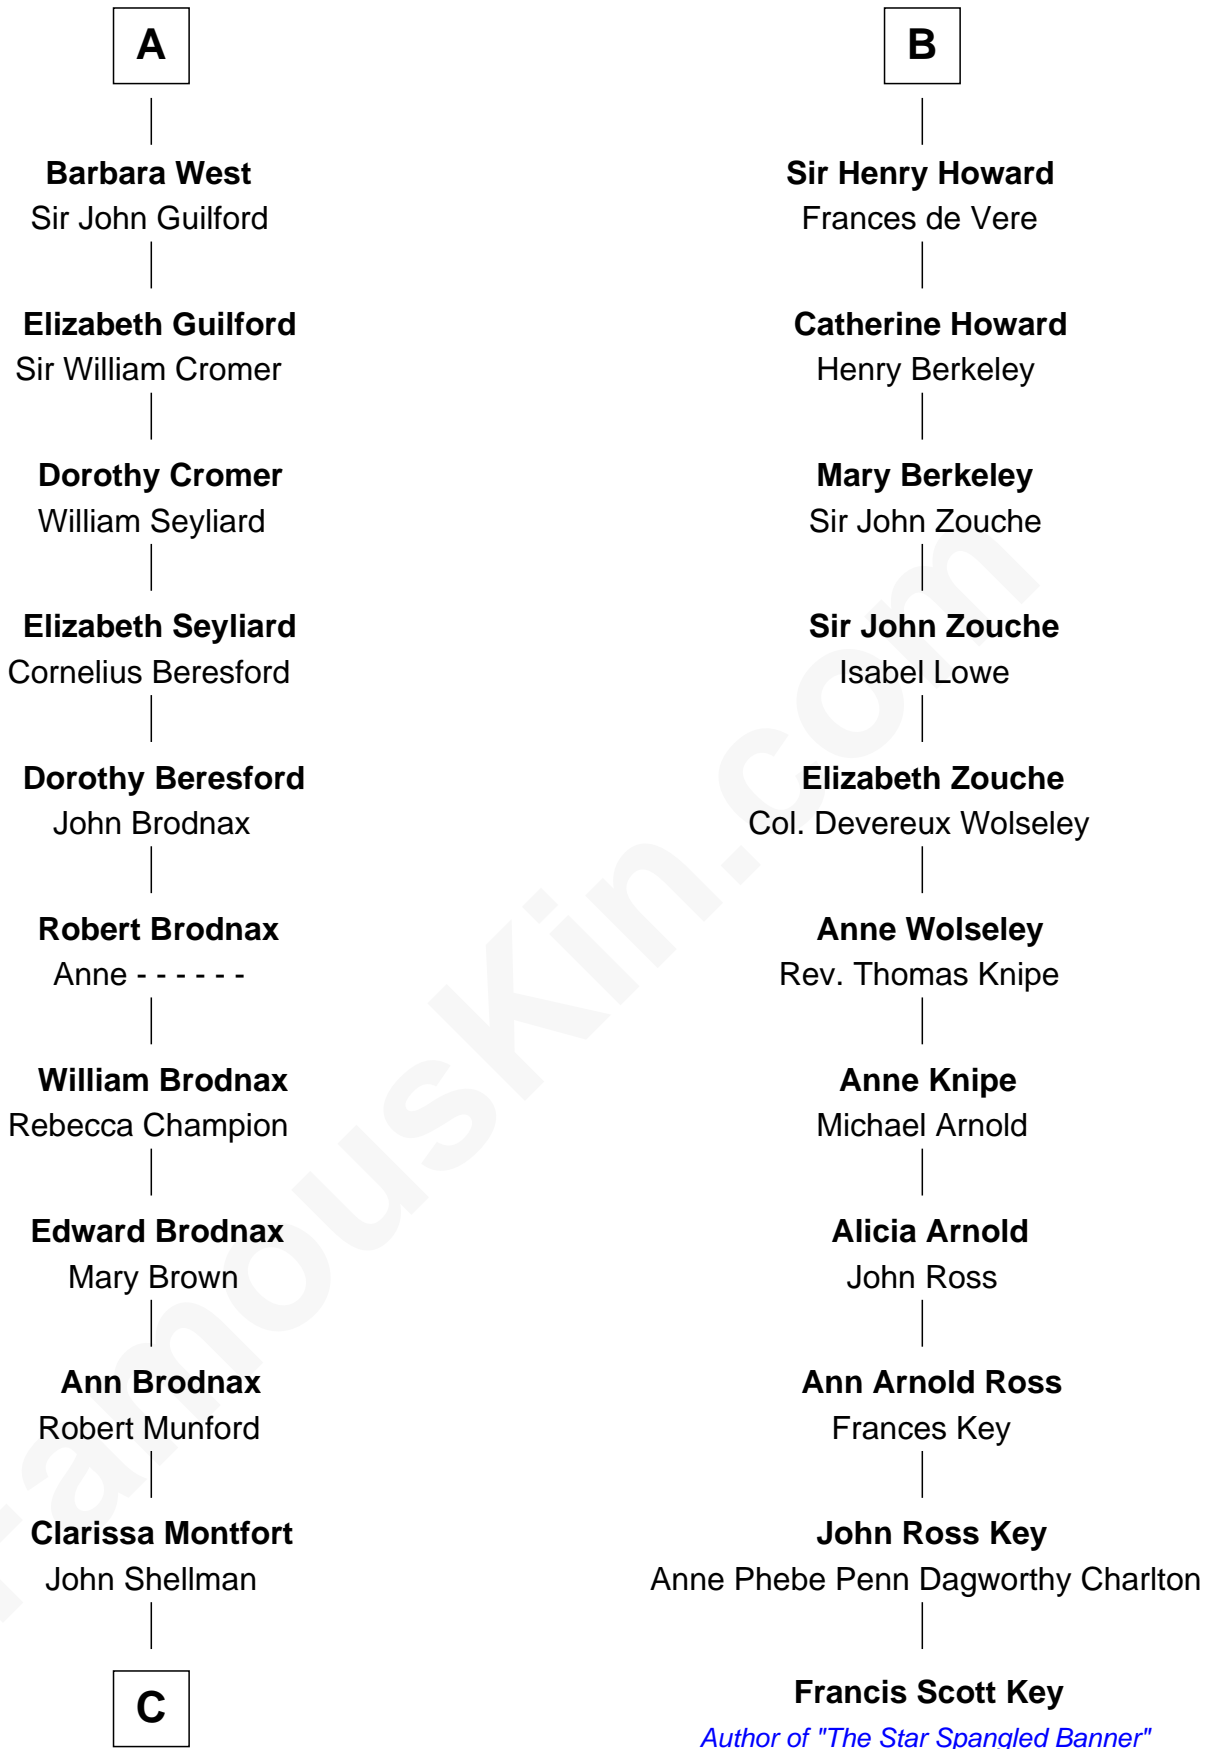 A
Barbara West
Sir John Guilford
Elizabeth Guilford
Sir William Cromer
Dorothy Cromer
William Seyliard
Elizabeth Seyliard
Cornelius Beresford
Dorothy Beresford
John Brodnax
Robert Brodnax
Anne - - - - - -
William Brodnax
Rebecca Champion
Edward Brodnax
Mary Brown
Ann Brodnax
Robert Munford
Clarissa Montfort
John Shellman
C
B
Sir Henry Howard
Frances de Vere
Catherine Howard
Henry Berkeley
Mary Berkeley
Sir John Zouche
Sir John Zouche
Isabel Lowe
Elizabeth Zouche
Col. Devereux Wolseley
Anne Wolseley
Rev. Thomas Knipe
Anne Knipe
Michael Arnold
Alicia Arnold
John Ross
Ann Arnold Ross
Frances Key
John Ross Key
Anne Phebe Penn Dagworthy Charlton
Francis Scott Key
Author of "The Star Spangled Banner"
FamousKin.com